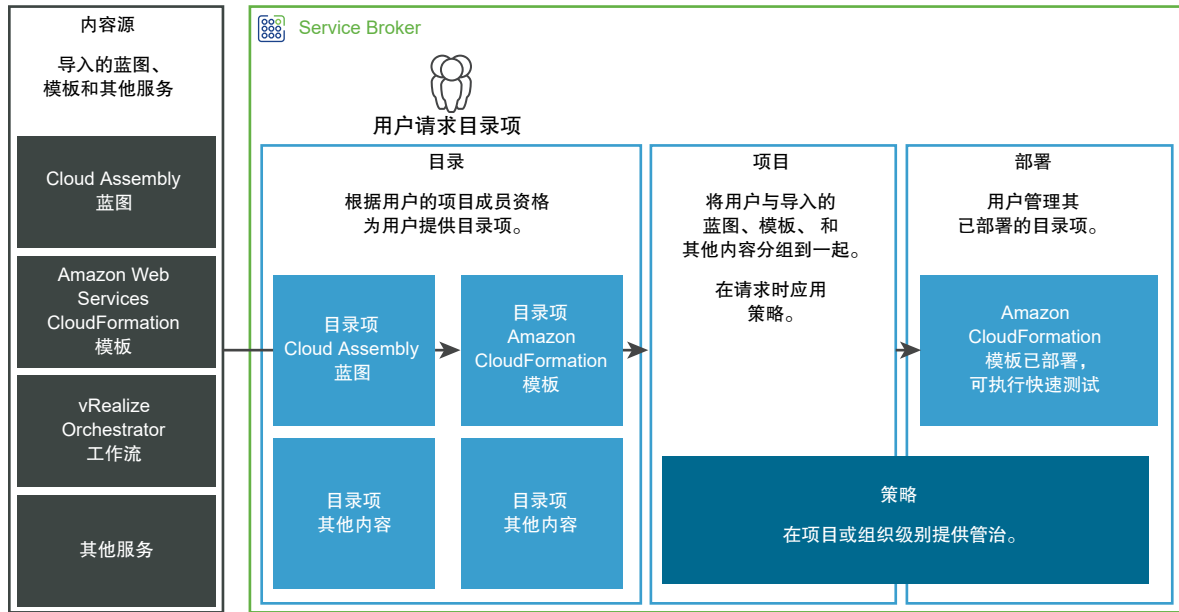 内容源
导入的蓝图、
模板和其他服务
Cloud Assembly
蓝图
Amazon Web
Services
CloudFormation
模板
vRealize
Orchestrator
工作流
其他服务
Service Broker
用户请求目录项
目录
根据用户的项目成员资格
为用户提供目录项。
目录项
Cloud Assembly
蓝图
目录项
Amazon
CloudFormation
模板
目录项
其他内容
目录项
其他内容
项目
将用户与导入的
蓝图、模板、 和
其他内容分组到一起。
在请求时应用
策略。
部署
用户管理其
已部署的目录项。
Amazon
CloudFormation
模板已部署，
可执行快速测试
策略
在项目或组织级别提供管治。